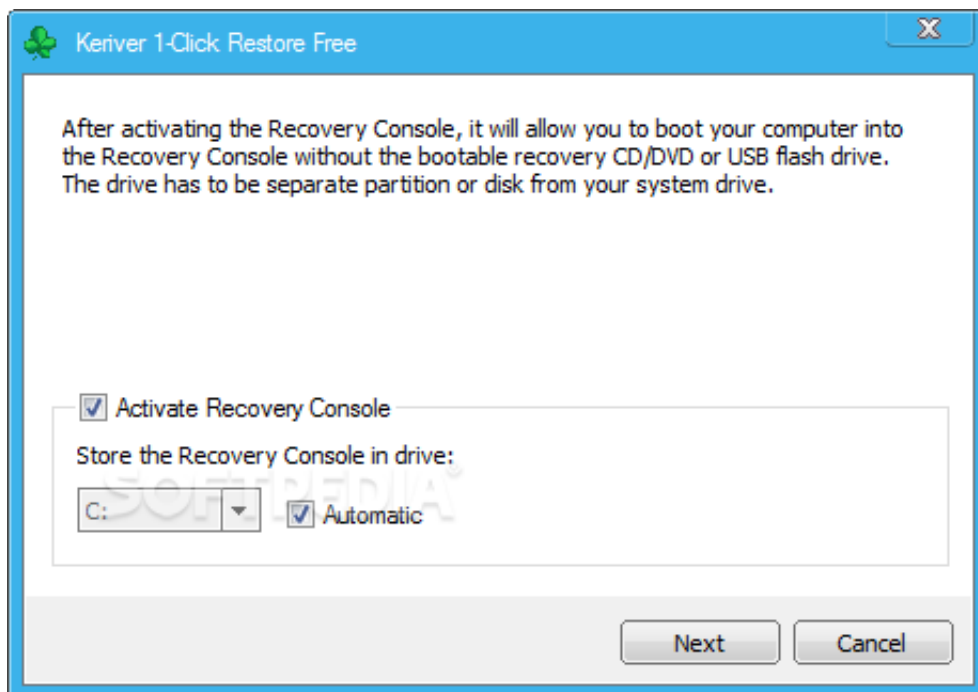 Keriver 1-Click Restore Free
X
After activating the Recovery Console, it will allow you to boot your computer into
the Recovery Console without the bootable recovery CD/DVD or USB flash drive.
The drive has to be separate partition or disk from your system drive.
Activate Recovery Console
Store the Recovery Console in drive:
SOFTPEDIA®
C:
Automatic
Next
Cancel